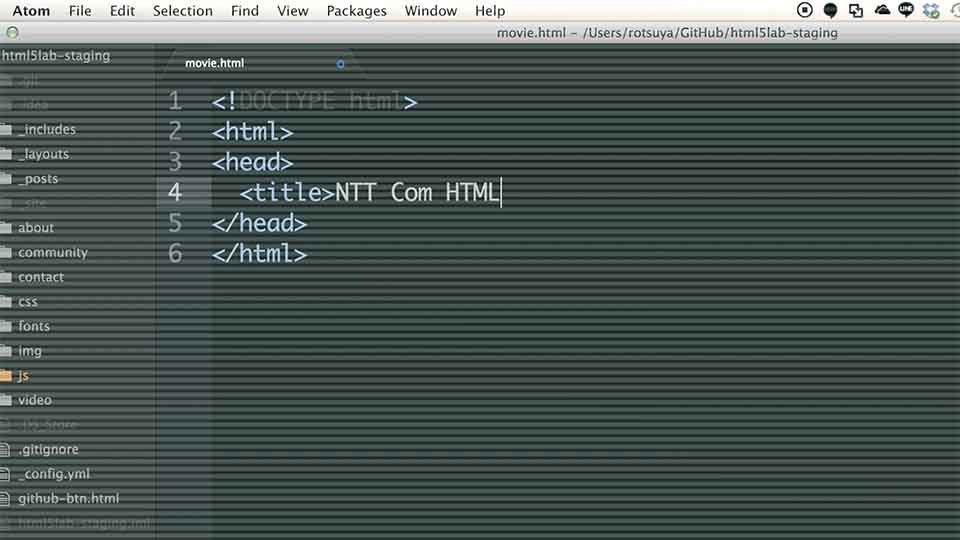 Atom File Edit Selection Find View Packages Window Help
movie.html – /Users/rotsuya/GitHub/html5lab-staging
html5lab-staging
movie.html
.git
.idea
_includes
_layouts
_posts
_site
about
community
contact
css
fonts
img
js
video
.DS_Store
.gitignore
_config.yml
github-btn.html
html5lab-staging.iml
1 <!DOCTYPE html>
2 <html>
3 <head>
4 <title>NTT Com HTML
5 </head>
6 </html>